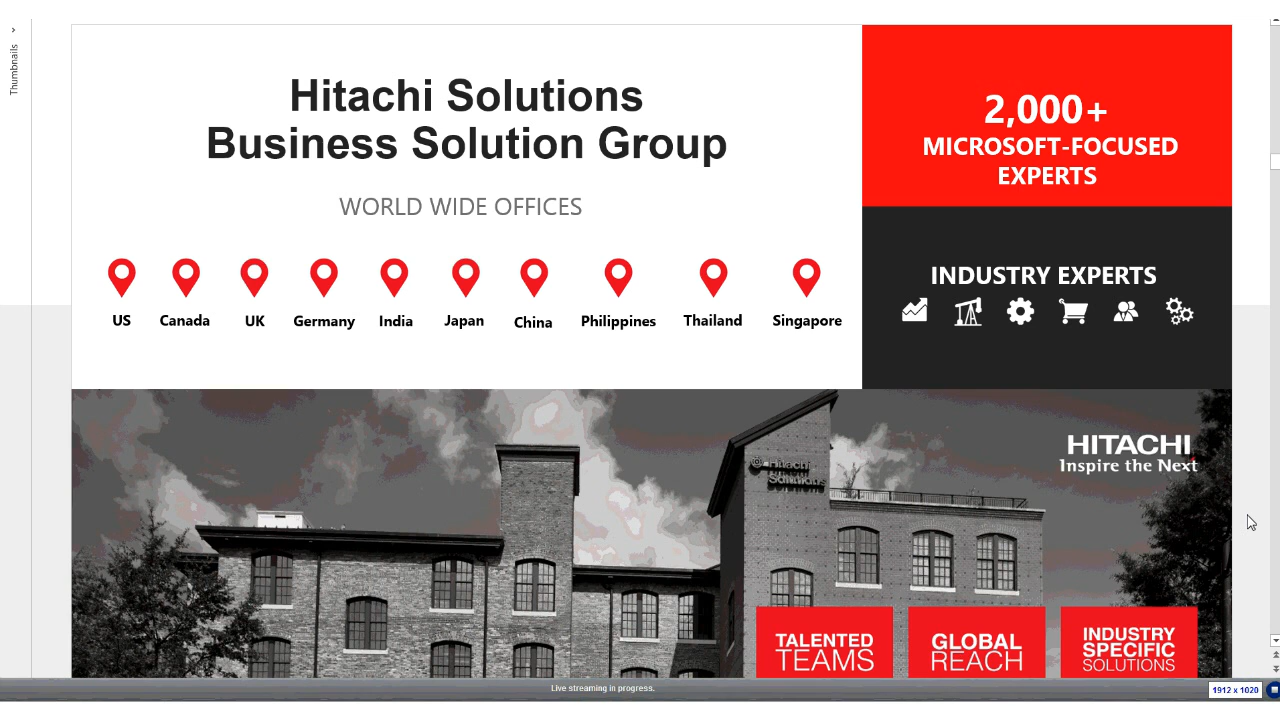 Thumbnails
Hitachi Solutions
Business Solution Group
WORLD WIDE OFFICES
US Canada UK Germany India Japan China Philippines Thailand Singapore
2,000+
MICROSOFT-FOCUSED
EXPERTS
INDUSTRY EXPERTS
HITACHI
Inspire the Next
Hitachi
Solutions
TALENTED
TEAMS
GLOBAL
REACH
INDUSTRY
SPECIFIC
SOLUTIONS
Live streaming in progress.
1912 x 1020